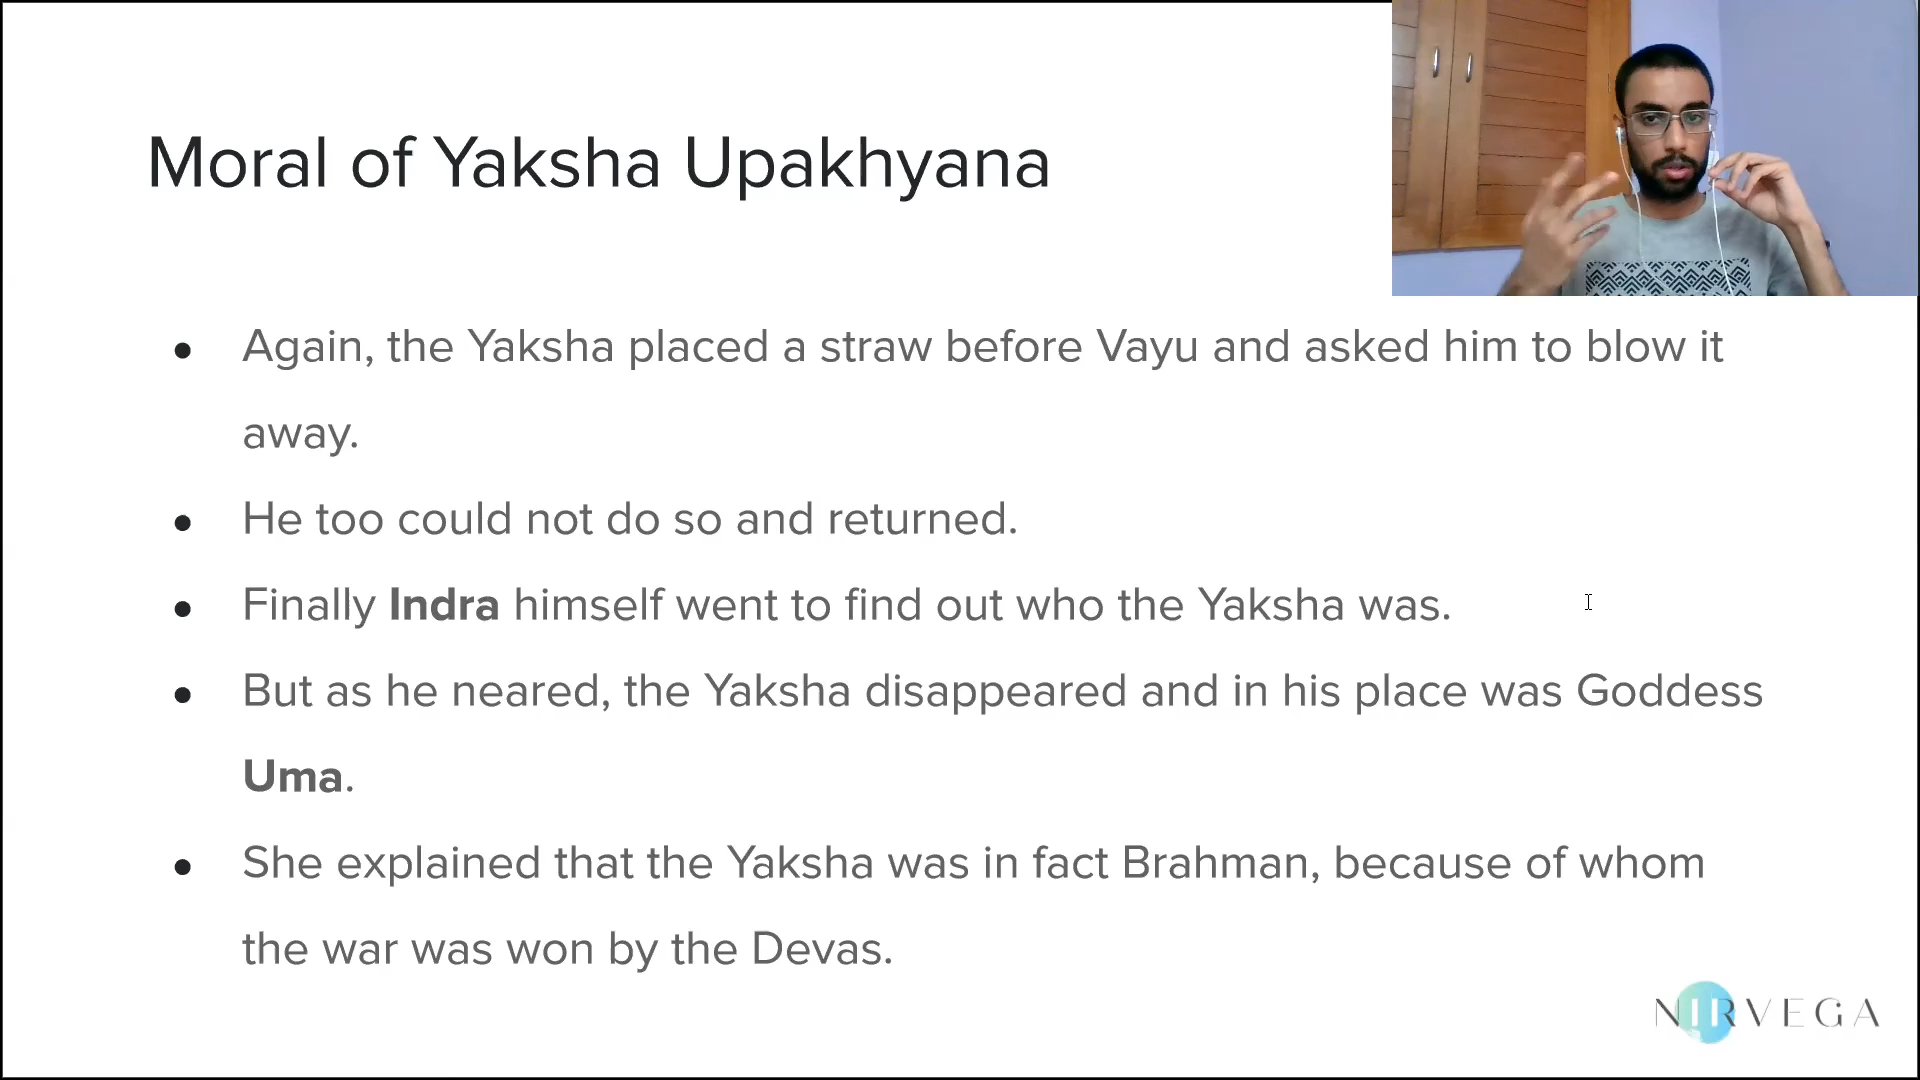 Moral of Yaksha Upakhyana
● Again, the Yaksha placed a straw before Vayu and asked him to blow it
away.
● He too could not do so and returned.
● Finally Indra himself went to find out who the Yaksha was.
● But as he neared, the Yaksha disappeared and in his place was Goddess
Uma.
● She explained that the Yaksha was in fact Brahman, because of whom
the war was won by the Devas.
NIRVEGA